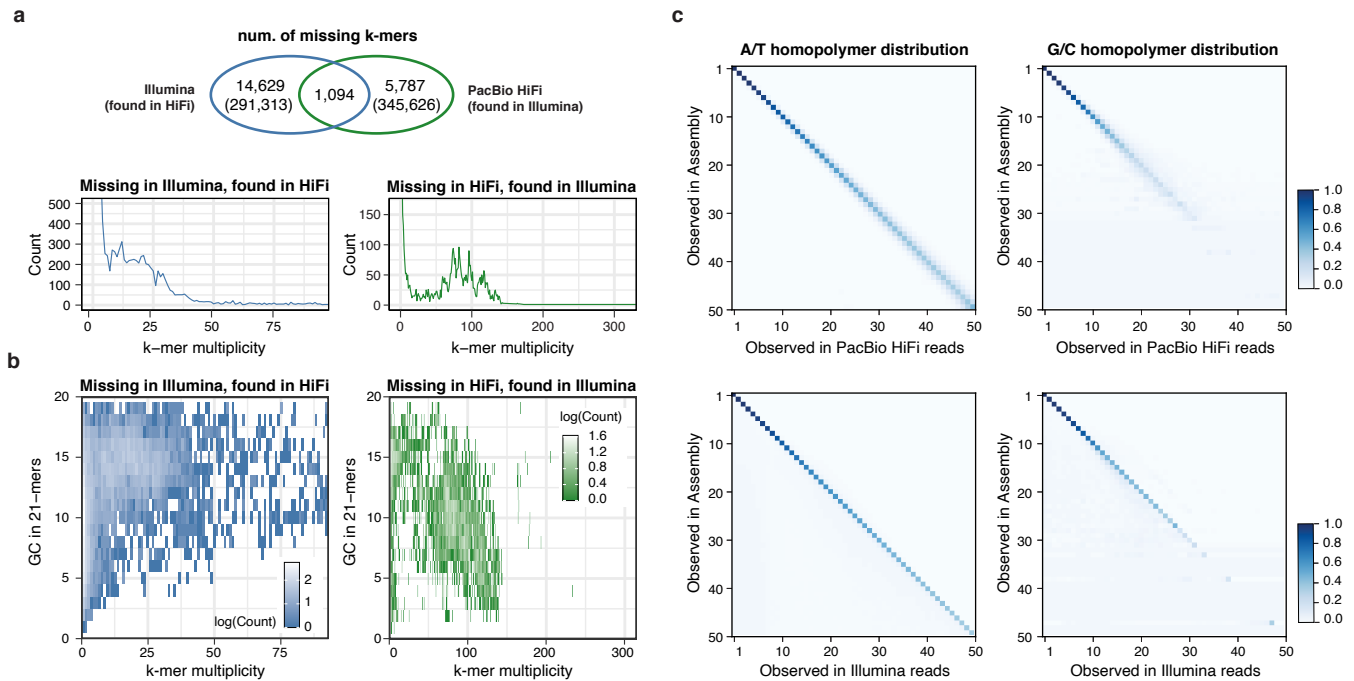 a
num. of missing k-mers
Illumina
(found in HiFi)
14,629
(291,313)
1,094
5,787
(345,626)
PacBio HiFi
(found in Illumina)
Missing in Illumina, found in HiFi
Count
500
400
300
200
100
0
0 25 50 75
k−mer multiplicity
Missing in HiFi, found in Illumina
Count
150
100
50
0
0 100 200 300
k−mer multiplicity
b
Missing in Illumina, found in HiFi
GC in 21−mers
20
15
10
5
0
log(Count)
2
1
0
0 25 50 75
k-mer multiplicity
Missing in HiFi, found in Illumina
20
15
10
5
0
log(Count)
1.6
1.2
0.8
0.4
0.0
0 100 200 300
k-mer multiplicity
c
A/T homopolymer distribution
Observed in Assembly
1
10
20
30
40
50
1 10 20 30 40 50
Observed in PacBio HiFi reads
G/C homopolymer distribution
Observed in Assembly
1
10
20
30
40
50
1 10 20 30 40 50
Observed in PacBio HiFi reads
1.0
0.8
0.6
0.4
0.2
0.0
Observed in Assembly
1
10
20
30
40
50
1 10 20 30 40 50
Observed in Illumina reads
Observed in Assembly
1
10
20
30
40
50
1 10 20 30 40 50
Observed in Illumina reads
1.0
0.8
0.6
0.4
0.2
0.0